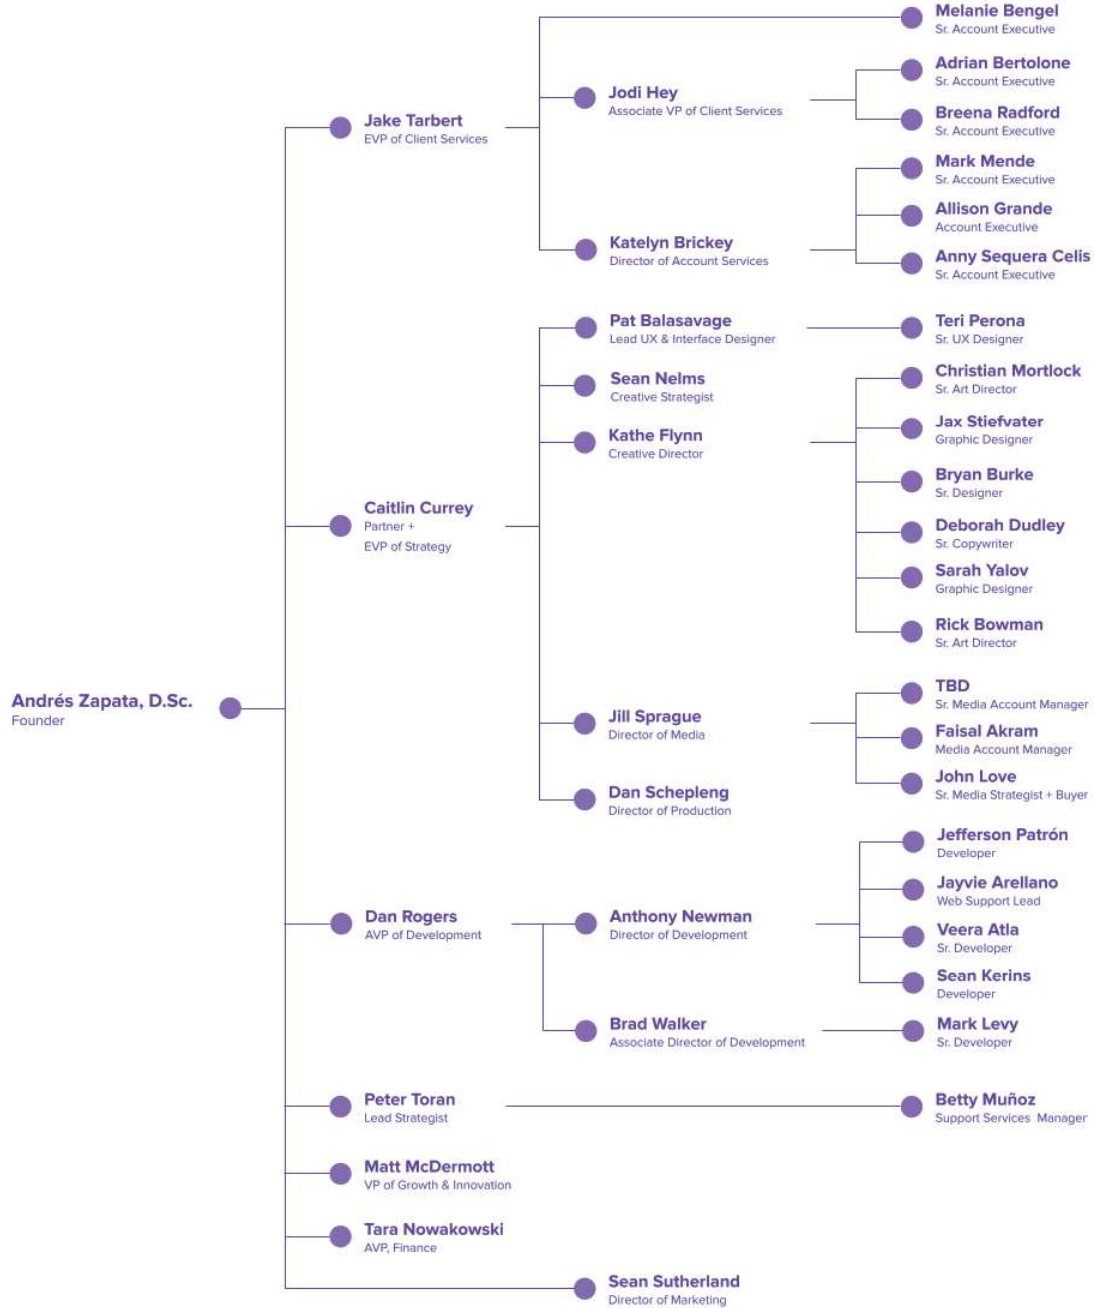 Melanie Bengel
Sr. Account Executive
Adrian Bertolone
Sr. Account Executive
Jodi Hey
Associate VP of Client Services
Breena Radford
Sr. Account Executive
Jake Tarbert
EVP of Client Services
Mark Mende
Sr. Account Executive
Allison Grande
Account Executive
Katelyn Brickey
Director of Account Services
Anny Sequera Celis
Sr. Account Executive
Pat Balasavage
Lead UX & Interface Designer
Teri Perona
Sr. UX Designer
Sean Nelms
Creative Strategist
Christian Mortlock
Sr. Art Director
Kathe Flynn
Creative Director
Jax Stiefvater
Graphic Designer
Bryan Burke
Sr. Designer
Caitlin Currey
Partner +
EVP of Strategy
Deborah Dudley
Sr. Copywriter
Sarah Yalov
Graphic Designer
Rick Bowman
Sr. Art Director
Andrés Zapata, D.Sc.
Founder
TBD
Sr. Media Account Manager
Jill Sprague
Director of Media
Faisal Akram
Media Account Manager
John Love
Sr. Media Strategist + Buyer
Dan Schepleng
Director of Production
Jefferson Patrón
Developer
Jayvie Arellano
Web Support Lead
Dan Rogers
AVP of Development
Anthony Newman
Director of Development
Veera Atla
Sr. Developer
Sean Kerins
Developer
Brad Walker
Associate Director of Development
Mark Levy
Sr. Developer
Peter Toran
Lead Strategist
Betty Muñoz
Support Services Manager
Matt McDermott
VP of Growth & Innovation
Tara Nowakowski
AVP, Finance
Sean Sutherland
Director of Marketing